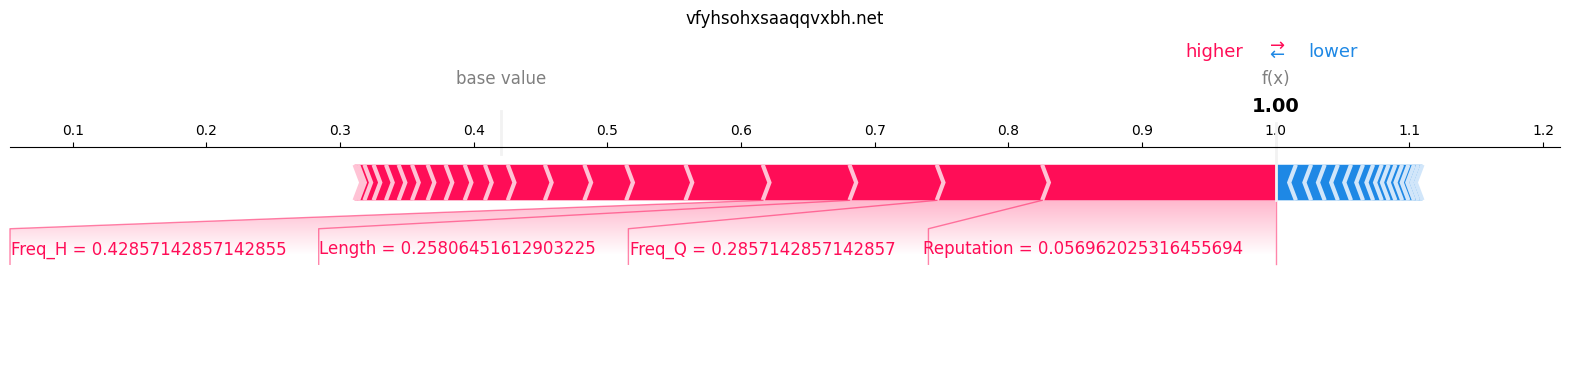 vfyhsohxsaaqqvxbh.net
higher ⇄ lower
base value f(x)
1.00
0.1 0.2 0.3 0.4 0.5 0.6 0.7 0.8 0.9 1.0 1.1 1.2
Freq_H = 0.42857142857142855 Length = 0.25806451612903225 Freq_Q = 0.2857142857142857 Reputation = 0.056962025316455694